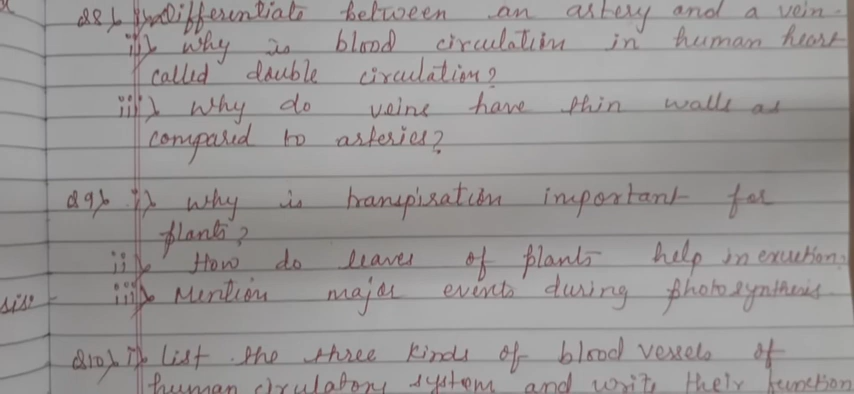 Q8) i) Differentiate between an artery and a vein.
ii) Why is blood circulation in human heart
called double circulation?
iii) Why do veins have thin walls as
compared to arteries?
Q9) i) Why is transpiration important for
plants?
ii) How do leaves of plants help in excretion.
iii) Mention major events during photosynthesis
Q10) i) List the three kinds of blood vessels of
human circulatory system and write their function